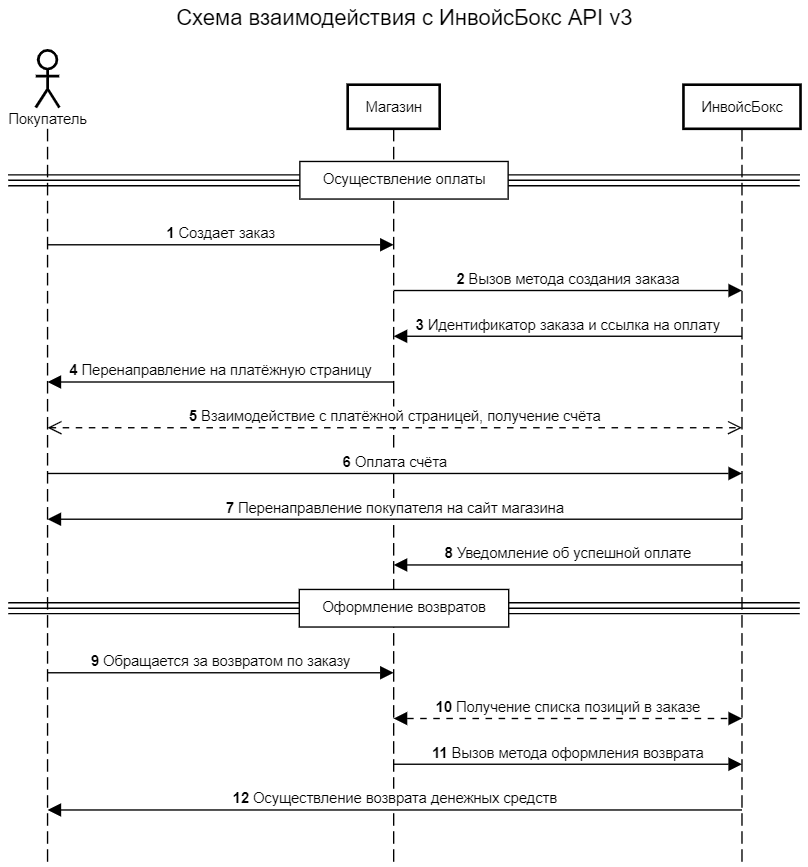 Схема взаимодействия с ИнвойсБокс API v3
Покупатель
Магазин
ИнвойсБокс
Осуществление оплаты
1 Создает заказ
2 Вызов метода создания заказа
3 Идентификатор заказа и ссылка на оплату
4 Перенаправление на платёжную страницу
5 Взаимодействие с платёжной страницей, получение счёта
6 Оплата счёта
7 Перенаправление покупателя на сайт магазина
8 Уведомление об успешной оплате
Оформление возвратов
9 Обращается за возвратом по заказу
10 Получение списка позиций в заказе
11 Вызов метода оформления возврата
12 Осуществление возврата денежных средств